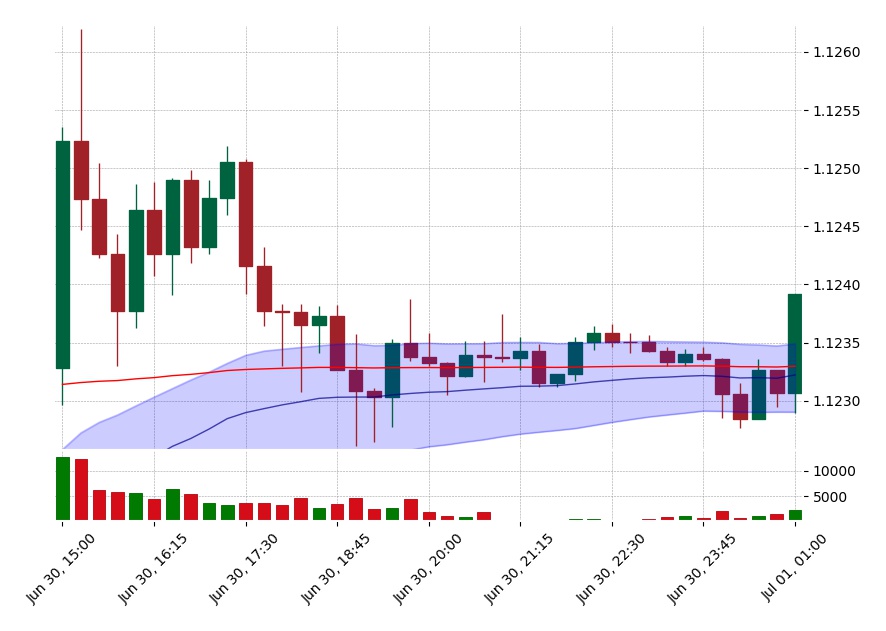 1.1260
1.1255
1.1250
1.1245
1.1240
1.1235
1.1230
10000
5000
Jun 30, 15:00
Jun 30, 16:15
Jun 30, 17:30
Jun 30, 18:45
Jun 30, 20:00
Jun 30, 21:15
Jun 30, 22:30
Jun 30, 23:45
Jul 01, 01:00